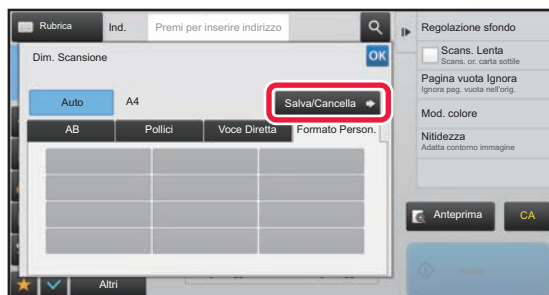 Rubrica
Ind.
Premi per inserire indirizzo
Dim. Scansione
OK
Auto
A4
Salva/Cancella
AB
Pollici
Voce Diretta
Formato Person.
Altri
Regolazione sfondo
Scans. Lenta
Scans. or. carta sottile
Pagina vuota Ignora
Ignora pag. vuota nell'orig.
Mod. colore
Nitidezza
Adatta contorno immagine
Anteprima
CA
Avvio